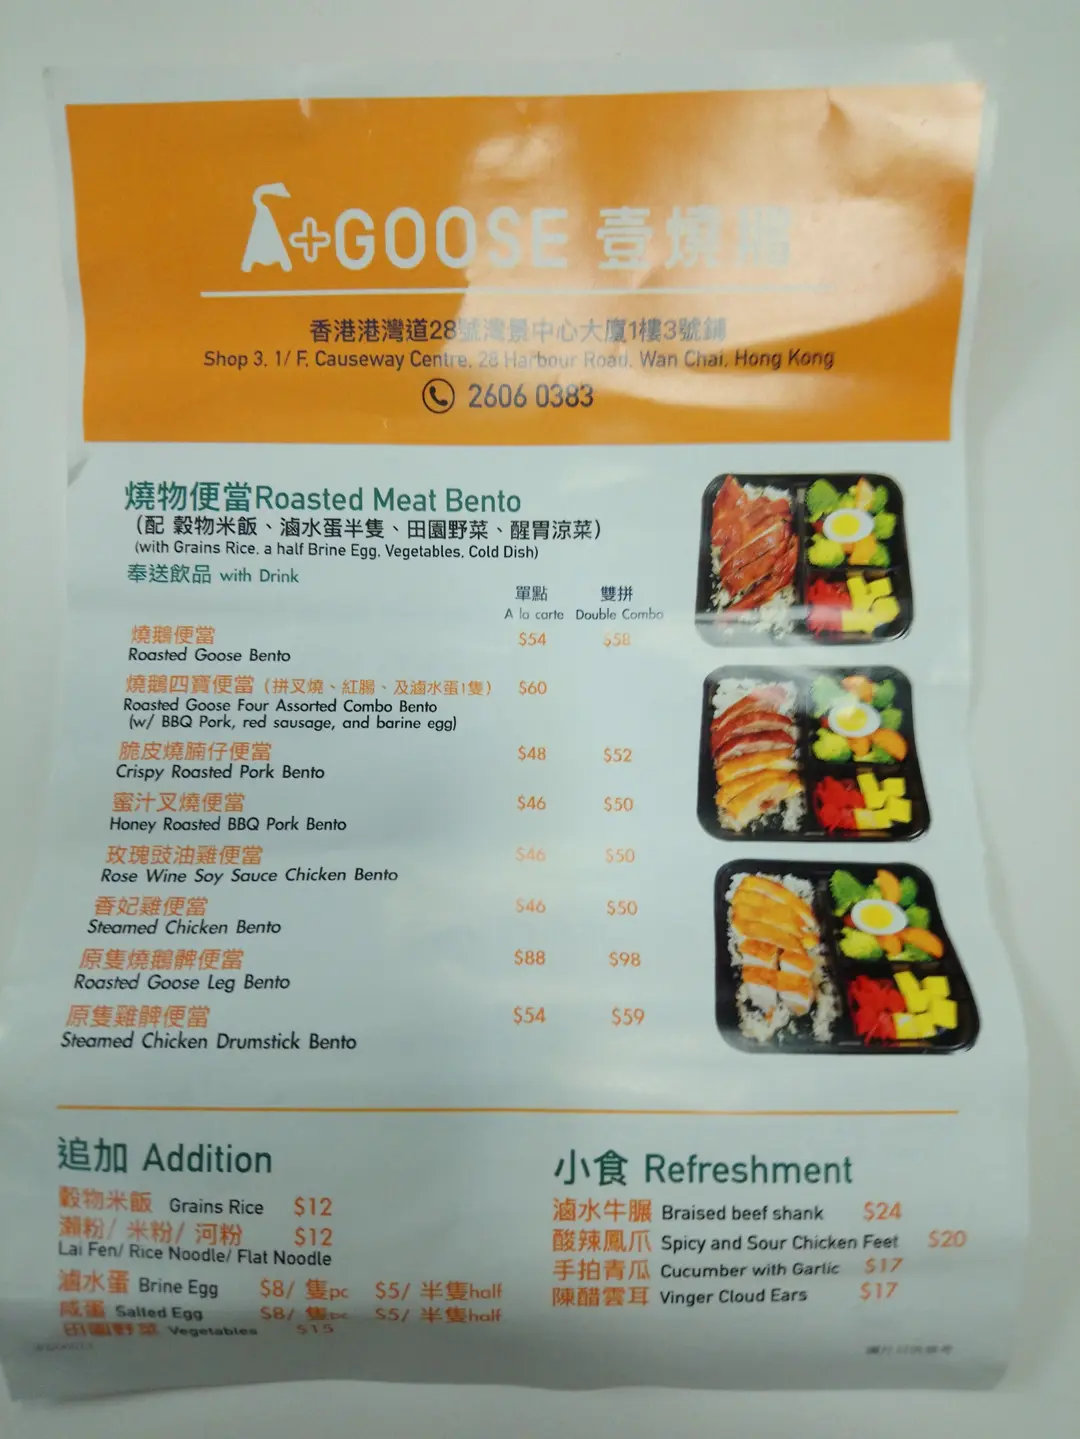 A+GOOSE 壹燒鵝
香港港灣道28號灣景中心大廈1樓3號鋪
Shop 3, 1/F, Causeway Centre, 28 Harbour Road, Wan Chai, Hong Kong
2606 0383
燒物便當Roasted Meat Bento
(配 穀物米飯、滷水蛋半隻、田園野菜、醒胃涼菜)
(with Grains Rice, a half Brine Egg, Vegetables, Cold Dish)
奉送飲品 with Drink
單點 雙拼
A la carte Double Combo
燒鵝便當 $54 $58
Roasted Goose Bento
燒鵝四寶便當 (拼叉燒、紅腸、及滷水蛋1隻) $60
Roasted Goose Four Assorted Combo Bento
(w/ BBQ Pork, red sausage, and barine egg)
脆皮燒腩仔便當 $48 $52
Crispy Roasted Pork Bento
蜜汁叉燒便當 $46 $50
Honey Roasted BBQ Pork Bento
玫瑰豉油雞便當 $46 $50
Rose Wine Soy Sauce Chicken Bento
香妃雞便當 $46 $50
Steamed Chicken Bento
原隻燒鵝髀便當 $88 $98
Roasted Goose Leg Bento
原隻雞髀便當 $54 $59
Steamed Chicken Drumstick Bento
追加 Addition
穀物米飯 Grains Rice $12
瀨粉/ 米粉/ 河粉 $12
Lai Fen/ Rice Noodle/ Flat Noodle
滷水蛋 Brine Egg $8/ 隻pc $5/ 半隻half
咸蛋 Salted Egg $8/ 隻pc $5/ 半隻half
田園野菜 Vegetables $15
小食 Refreshment
滷水牛𦟌 Braised beef shank $24
酸辣鳳爪 Spicy and Sour Chicken Feet $20
手拍青瓜 Cucumber with Garlic $17
陳醋雲耳 Vinger Cloud Ears $17
圖片只供參考